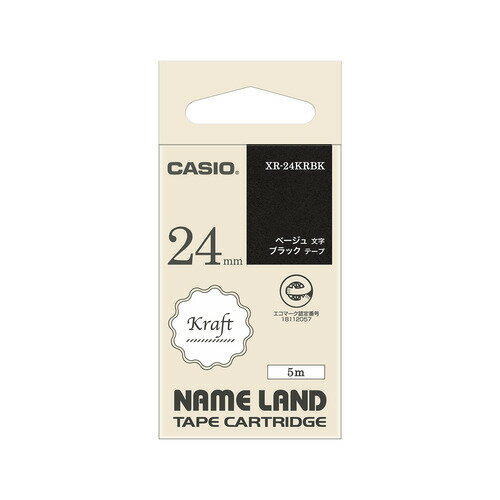 CASIO®
XR-24KRBK
ベージュ 文字
ブラック テープ
24mm
エコマーク認定番号
18112057
Kraft
5m
NAME LAND
TAPE CARTRIDGE